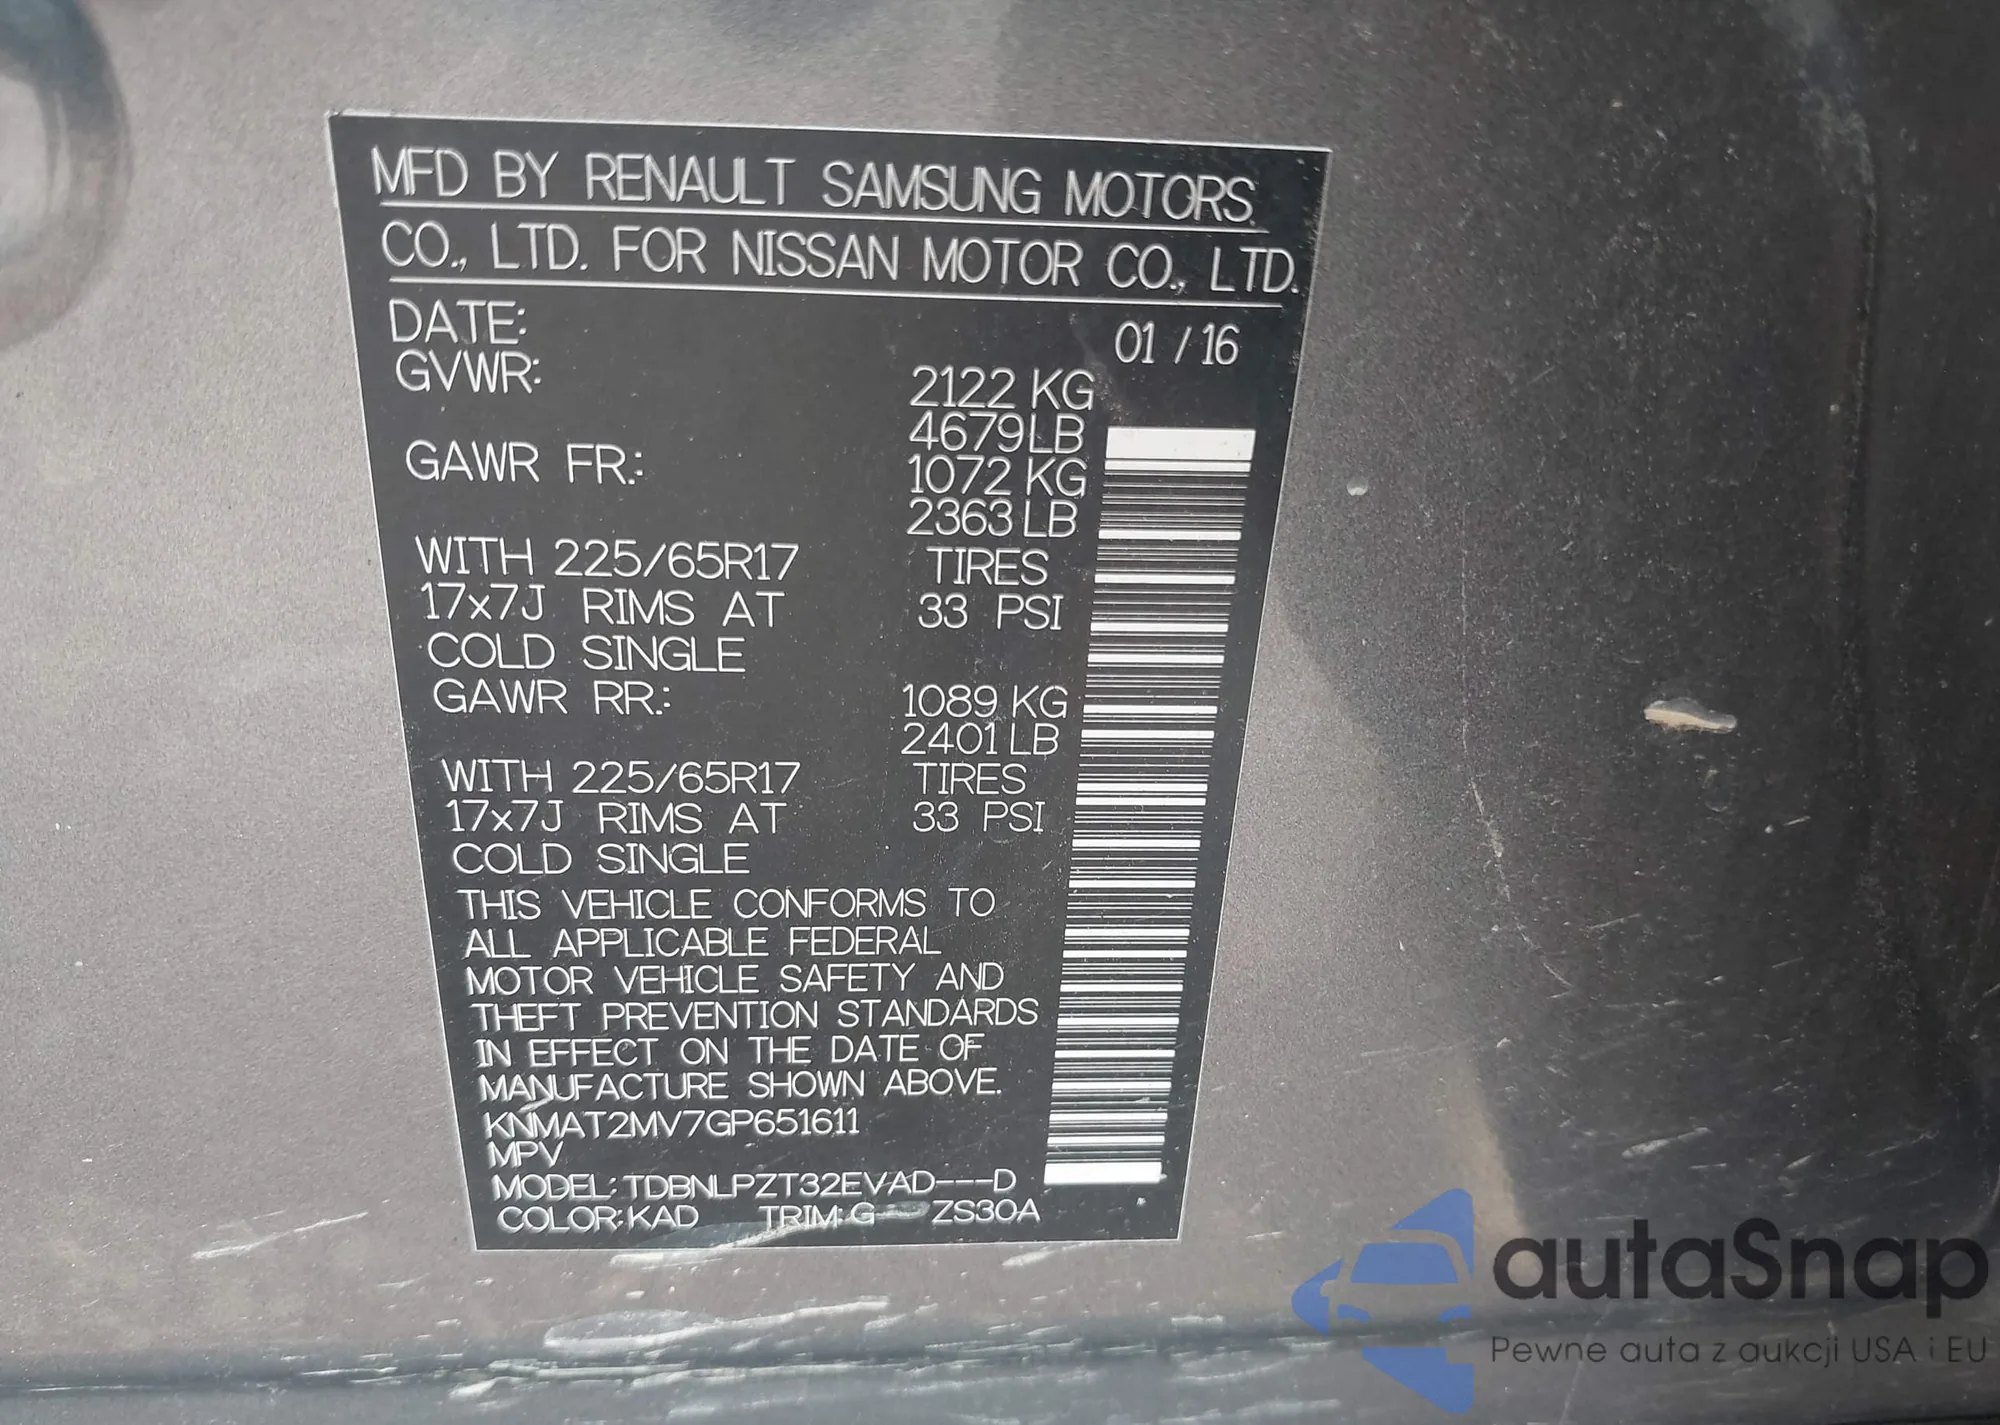 MFD BY RENAULT SAMSUNG MOTORS
CO., LTD. FOR NISSAN MOTOR CO., LTD.
DATE: 01 / 16
GVWR: 2122 KG
4679 LB
GAWR FR.: 1072 KG
2363 LB
WITH 225/65R17 TIRES
17x7J RIMS AT 33 PSI
COLD SINGLE
GAWR RR.: 1089 KG
2401 LB
WITH 225/65R17 TIRES
17x7J RIMS AT 33 PSI
COLD SINGLE
THIS VEHICLE CONFORMS TO
ALL APPLICABLE FEDERAL
MOTOR VEHICLE SAFETY AND
THEFT PREVENTION STANDARDS
IN EFFECT ON THE DATE OF
MANUFACTURE SHOWN ABOVE.
KNMAT2MV7GP651611
MPV
MODEL: TDBNLPZT32EVAD---D
COLOR: KAD TRIM: G ZS30A
autaSnap
Pewne auta z aukcji USA i EU